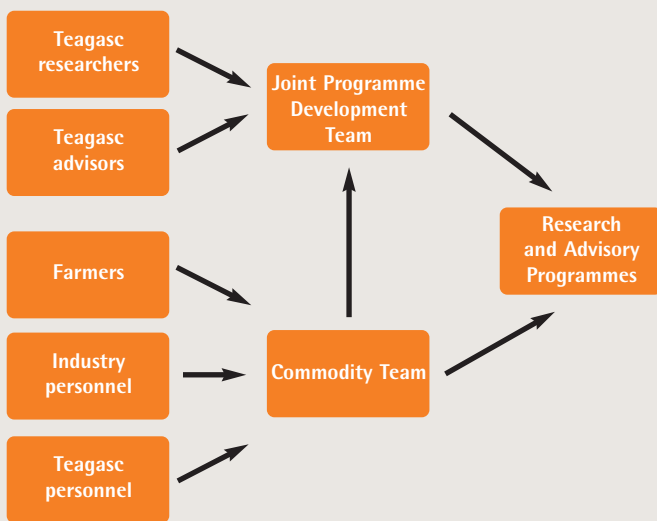 Teagasc
researchers
Teagasc
advisors
Joint Programme
Development
Team
Farmers
Industry
personnel
Teagasc
personnel
Commodity Team
Research
and Advisory
Programmes